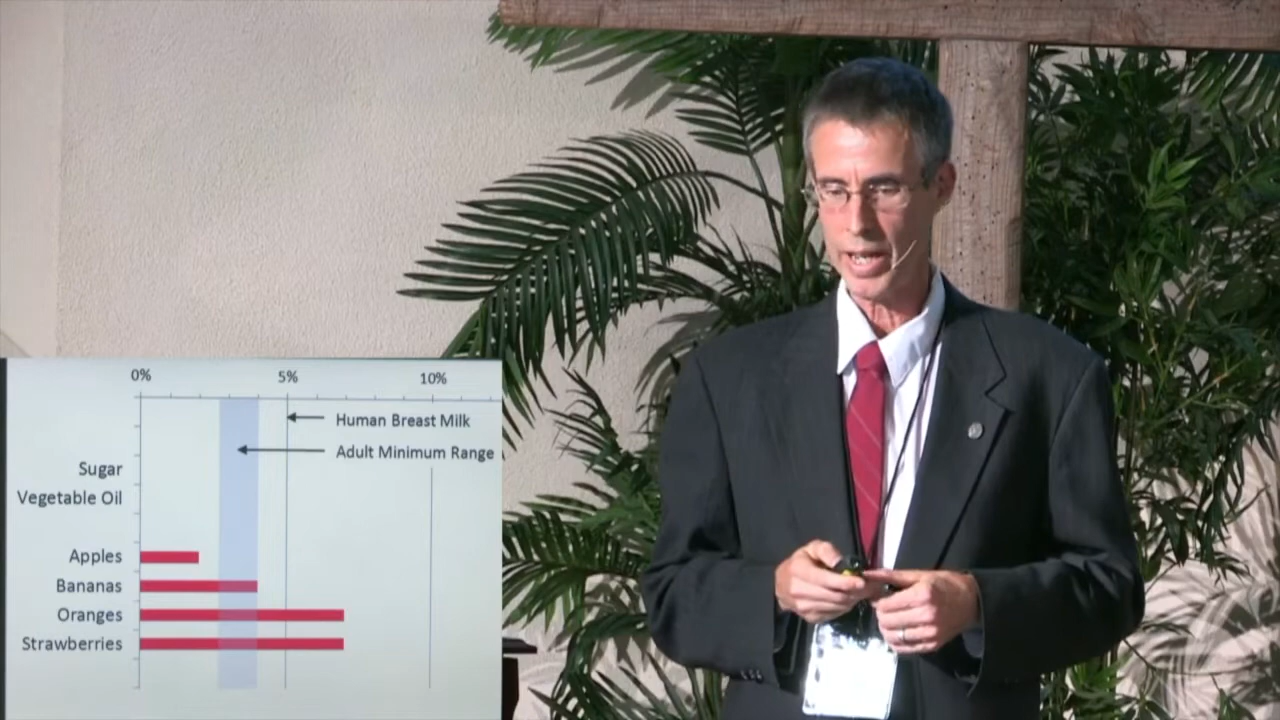 0% 5% 10%
Human Breast Milk
Adult Minimum Range
Sugar
Vegetable Oil
Apples
Bananas
Oranges
Strawberries